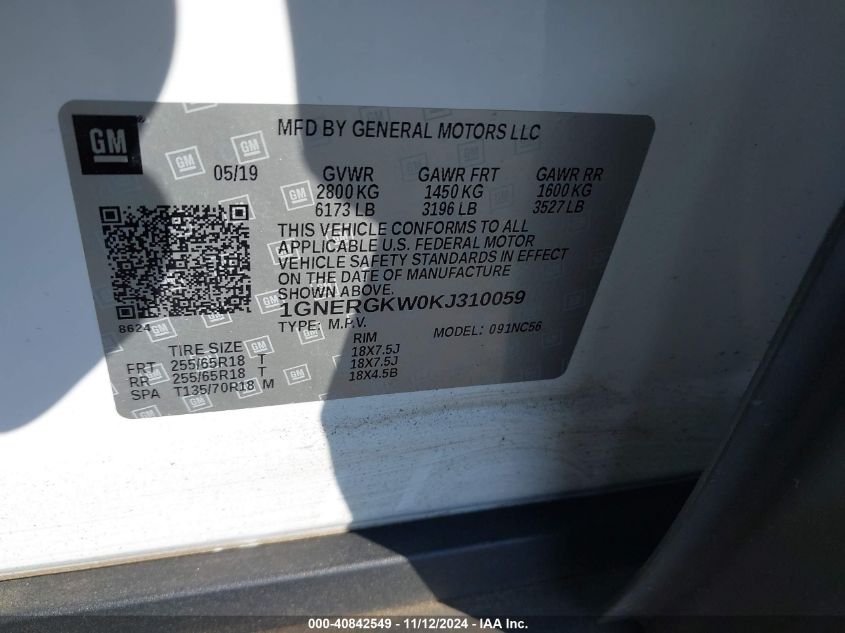 GM
MFD BY GENERAL MOTORS LLC
05/19 GVWR GAWR FRT GAWR RR
2800 KG 1450 KG 1600 KG
6173 LB 3196 LB 3527 LB
THIS VEHICLE CONFORMS TO ALL
APPLICABLE U.S. FEDERAL MOTOR
VEHICLE SAFETY STANDARDS IN EFFECT
ON THE DATE OF MANUFACTURE
SHOWN ABOVE.
1GNERGKW0KJ310059
8624
TYPE: M.P.V. MODEL: 091NC56
TIRE SIZE RIM
FRT 255/65R18 T 18X7.5J
RR 255/65R18 T 18X7.5J
SPA T135/70R18 M 18X4.5B
000-40842549 - 11/12/2024 - IAA Inc.